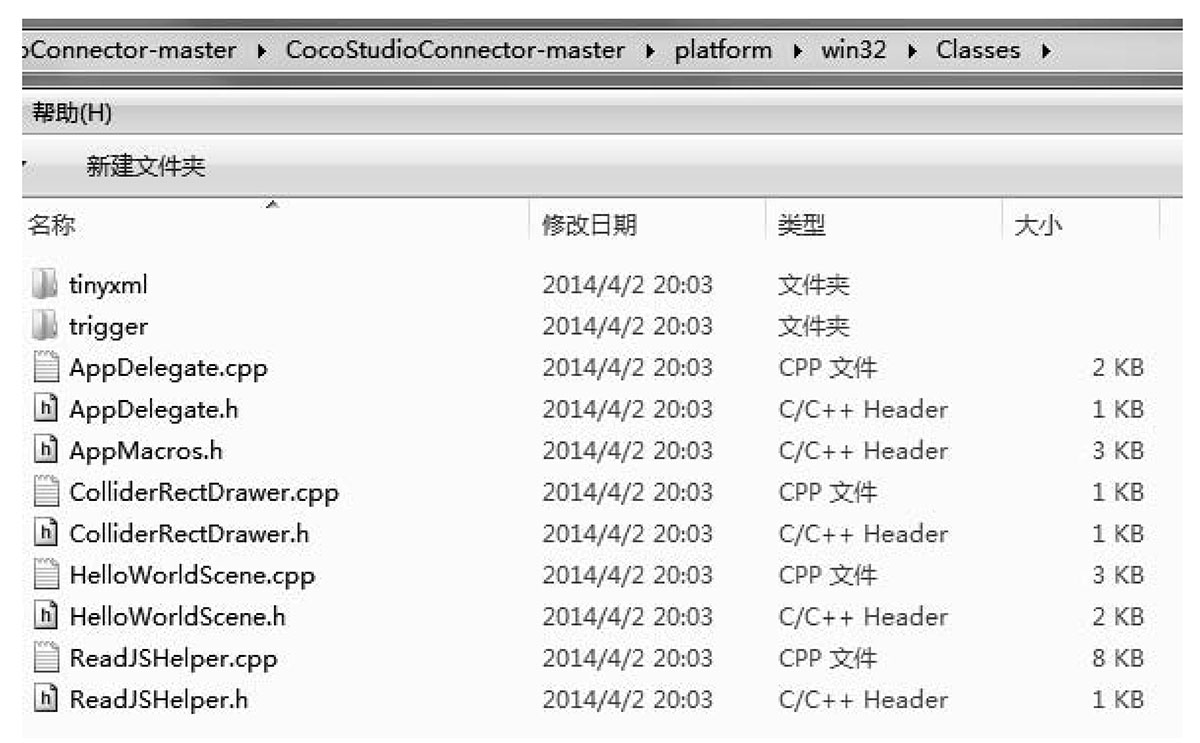 oConnector-master ▸ CocoStudioConnector-master ▸ platform ▸ win32 ▸ Classes ▸
帮助(H)
新建文件夹
名称 修改日期 类型 大小
tinyxml 2014/4/2 20:03 文件夹
trigger 2014/4/2 20:03 文件夹
AppDelegate.cpp 2014/4/2 20:03 CPP 文件 2 KB
AppDelegate.h 2014/4/2 20:03 C/C++ Header 1 KB
AppMacros.h 2014/4/2 20:03 C/C++ Header 3 KB
ColliderRectDrawer.cpp 2014/4/2 20:03 CPP 文件 1 KB
ColliderRectDrawer.h 2014/4/2 20:03 C/C++ Header 1 KB
HelloWorldScene.cpp 2014/4/2 20:03 CPP 文件 3 KB
HelloWorldScene.h 2014/4/2 20:03 C/C++ Header 2 KB
ReadJSHelper.cpp 2014/4/2 20:03 CPP 文件 8 KB
ReadJSHelper.h 2014/4/2 20:03 C/C++ Header 1 KB